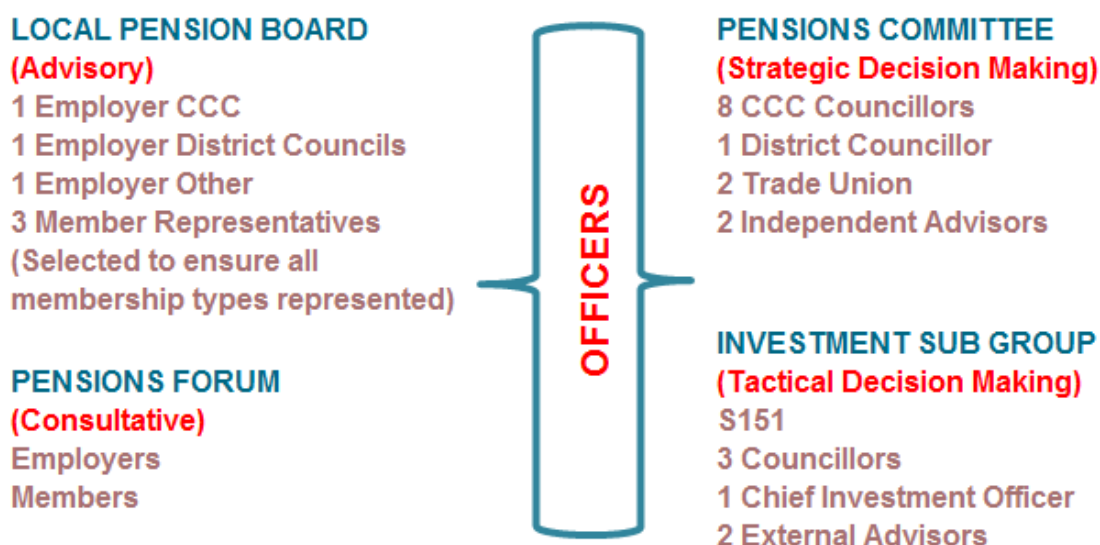 LOCAL PENSION BOARD
(Advisory)
1 Employer CCC
1 Employer District Councils
1 Employer Other
3 Member Representatives
(Selected to ensure all
membership types represented)
PENSIONS FORUM
(Consultative)
Employers
Members
OFFICERS
PENSIONS COMMITTEE
(Strategic Decision Making)
8 CCC Councillors
1 District Councillor
2 Trade Union
2 Independent Advisors
INVESTMENT SUB GROUP
(Tactical Decision Making)
S151
3 Councillors
1 Chief Investment Officer
2 External Advisors